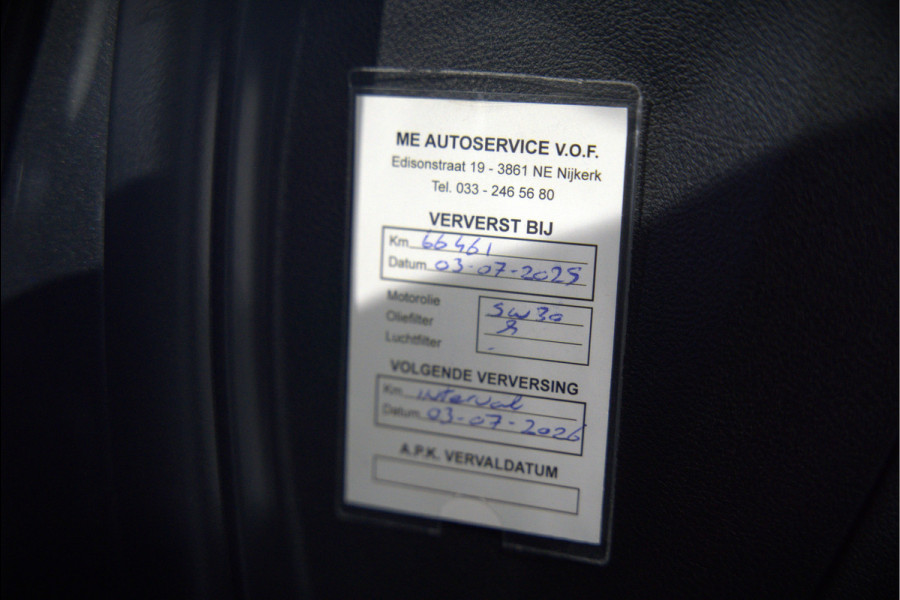 ME AUTOSERVICE V.O.F.
Edisonstraat 19 - 3861 NE Nijkerk
Tel. 033 - 246 56 80
VERVERST BIJ
Km 66461
Datum 03-07-2025
Motorolie 5W30
Oliefilter
Luchtfilter -
VOLGENDE VERVERSING
Km interval
Datum 03-07-2026
A.P.K. VERVALDATUM